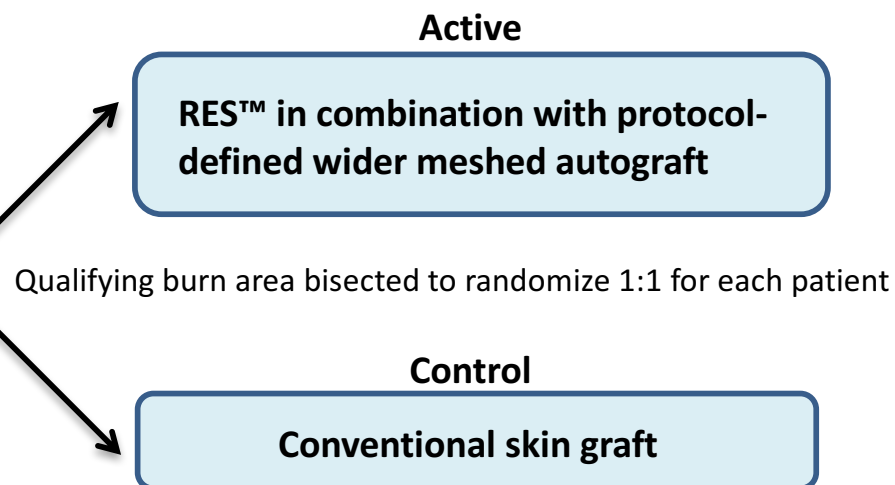 Active
RES™ in combination with protocol-
defined wider meshed autograft
Qualifying burn area bisected to randomize 1:1 for each patient
Control
Conventional skin graft